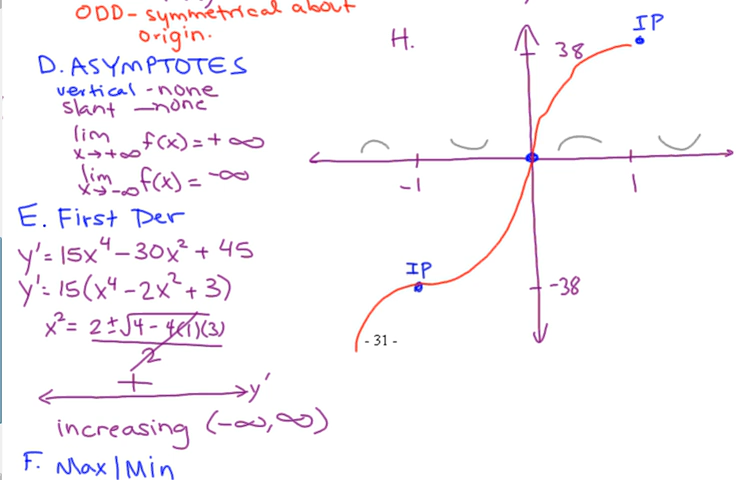 ODD- symmetrical about
origin.
D. ASYMPTOTES
vertical - none
slant - none
lim f(x) = + ∞
x→+∞
lim f(x) = -∞
x→-∞
E. First Der
y' = 15x⁴ - 30x² + 45
y' = 15(x⁴ - 2x² + 3)
x² = 2 ± √4 - 4(1)(3)
2
+
y'
increasing (-∞, ∞)
F. Max/Min
H.
IP
38
-1
1
IP
-38
- 31 -